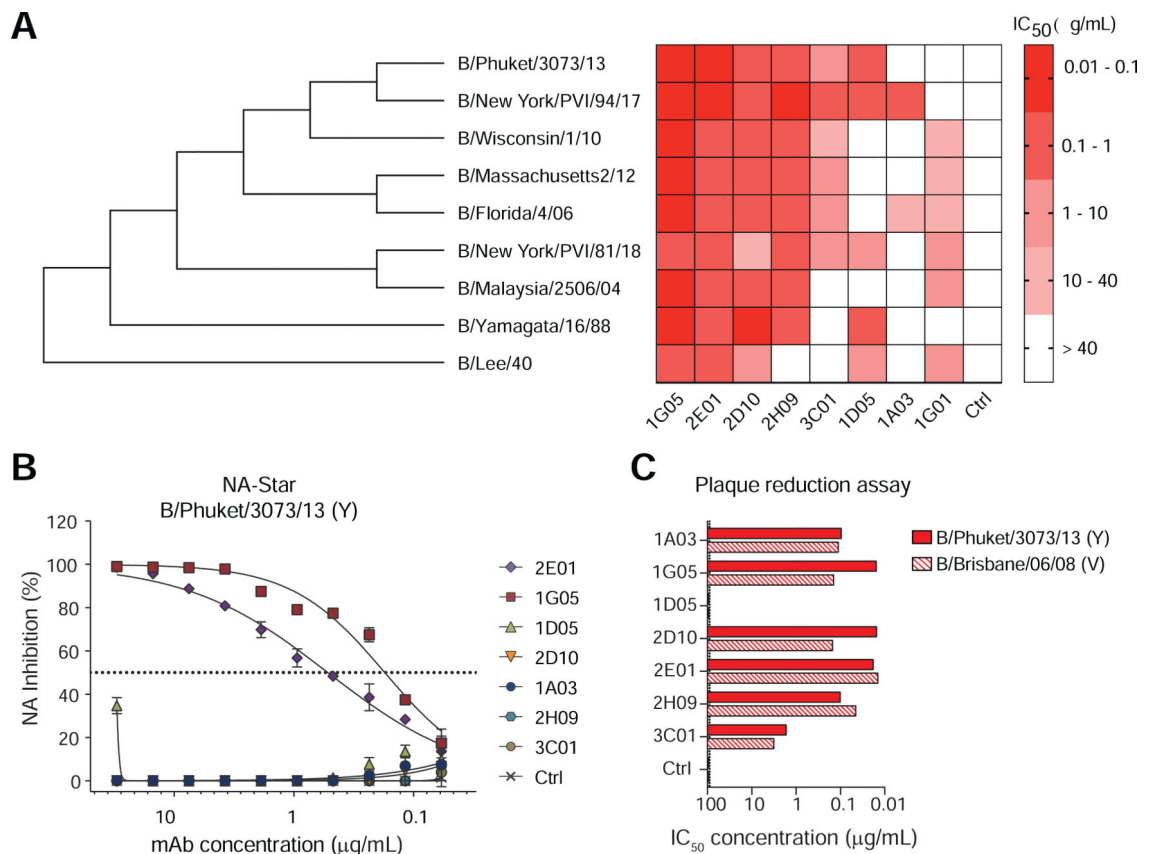 A
IC50( g/mL)
B/Phuket/3073/13
B/New York/PVI/94/17
B/Wisconsin/1/10
B/Massachusetts2/12
B/Florida/4/06
B/New York/PVI/81/18
B/Malaysia/2506/04
B/Yamagata/16/88
B/Lee/40
0.01 - 0.1
0.1 - 1
1 - 10
10 - 40
> 40
1G05 2E01 2D10 2H09 3C01 1D05 1A03 1G01 Ctrl
B
NA-Star
B/Phuket/3073/13 (Y)
NA Inibition (%)
120
100
80
60
40
20
0
10 1 0.1
mAb concentration (μg/mL)
2E01
1G05
1D05
2D10
1A03
2H09
3C01
Ctrl
C
Plaque reduction assay
1A03
1G05
1D05
2D10
2E01
2H09
3C01
Ctrl
100 10 1 0.1 0.01
IC50 concentration (μg/mL)
B/Phuket/3073/13 (Y)
B/Brisbane/06/08 (V)